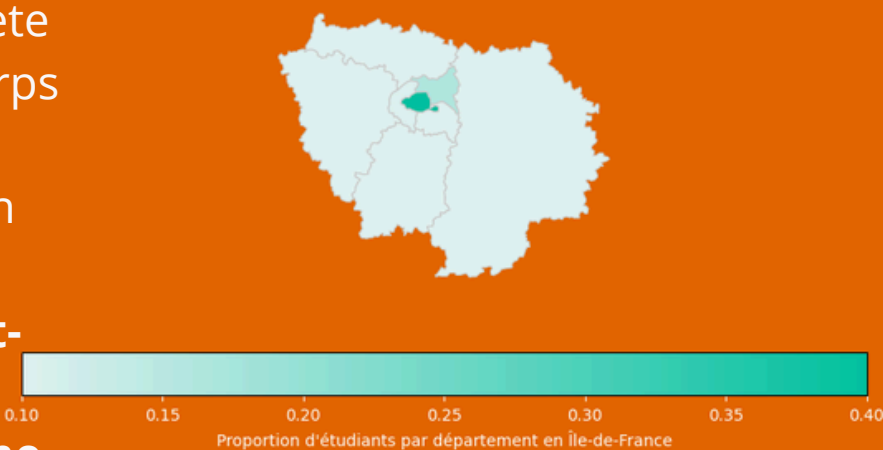 ete
rps
n
t-
0.10 0.15 0.20 0.25 0.30 0.35 0.40
Proportion d'étudiants par département en Île-de-France